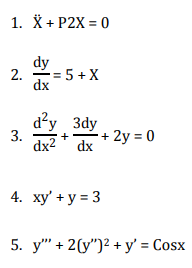 1. Ẍ + P2X = 0
2. dy/dx = 5 + X
3. d²y/dx2 + 3dy/dx + 2y = 0
4. xy′ + y = 3
5. y‴ + 2(y″)² + y′ = Cosx